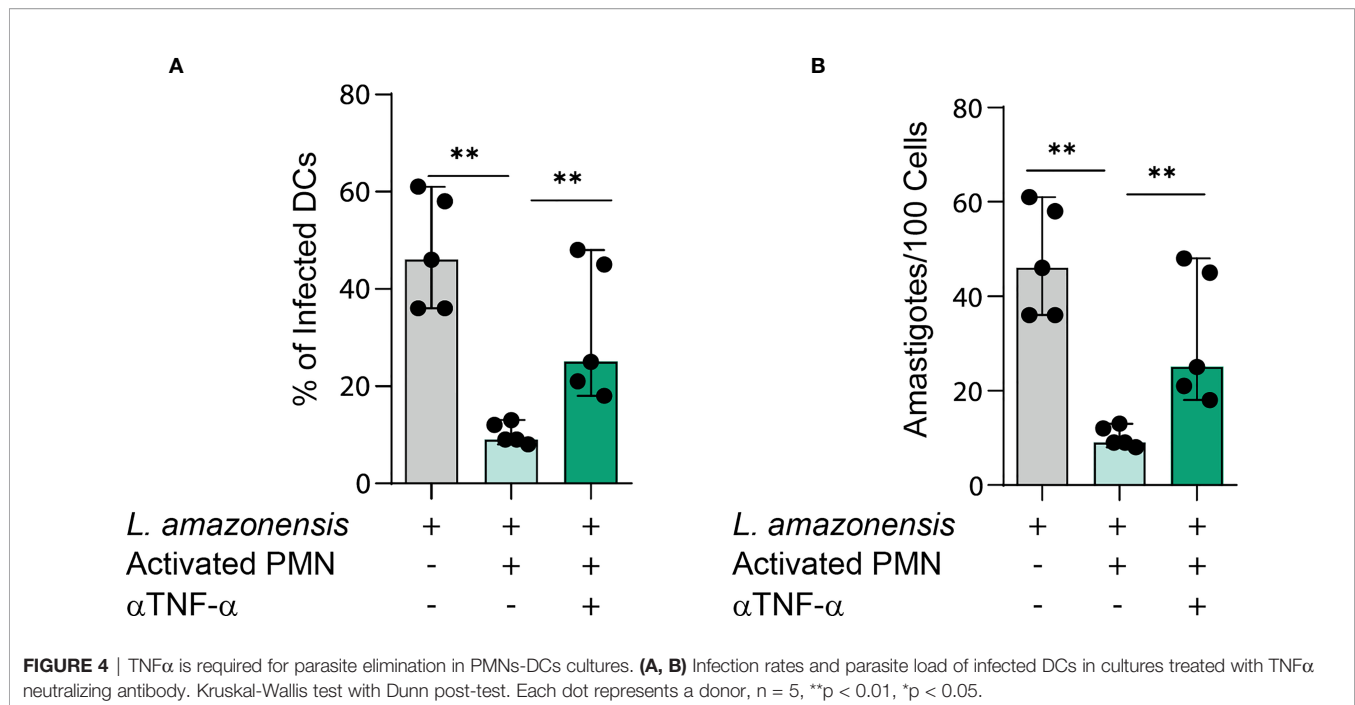 A
B
% of Infected DCs
80
60
40
20
0
** **
L. amazonensis + + +
Activated PMN - + +
αTNF-α - - +
Amastigotes/100 Cells
80
60
40
20
0
** **
L. amazonensis + + +
Activated PMN - + +
αTNF-α - - +
FIGURE 4 | TNFα is required for parasite elimination in PMNs-DCs cultures. (A, B) Infection rates and parasite load of infected DCs in cultures treated with TNFα
neutralizing antibody. Kruskal-Wallis test with Dunn post-test. Each dot represents a donor, n = 5, **p < 0.01, *p < 0.05.